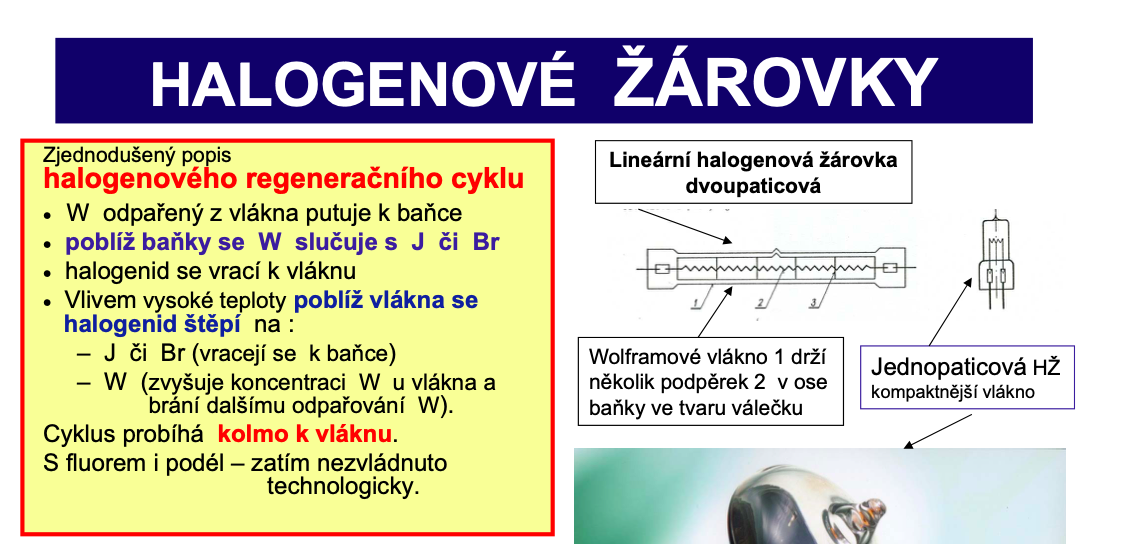 HALOGENOVÉ ŽÁROVKY
Zjednodušený popis
halogenového regeneračního cyklu
• W odpařený z vlákna putuje k baňce
• poblíž baňky se W slučuje s J či Br
• halogenid se vrací k vláknu
• Vlivem vysoké teploty poblíž vlákna se
halogenid štěpí na :
– J či Br (vracejí se k baňce)
– W (zvyšuje koncentraci W u vlákna a
brání dalšímu odpařování W).
Cyklus probíhá kolmo k vláknu.
S fluorem i podél – zatím nezvládnuto
technologicky.
Lineární halogenová žárovka
dvoupaticová
1 2 3
Wolframové vlákno 1 drží
několik podpěrek 2 v ose
baňky ve tvaru válečku
Jednopaticová HŽ
kompaktnější vlákno